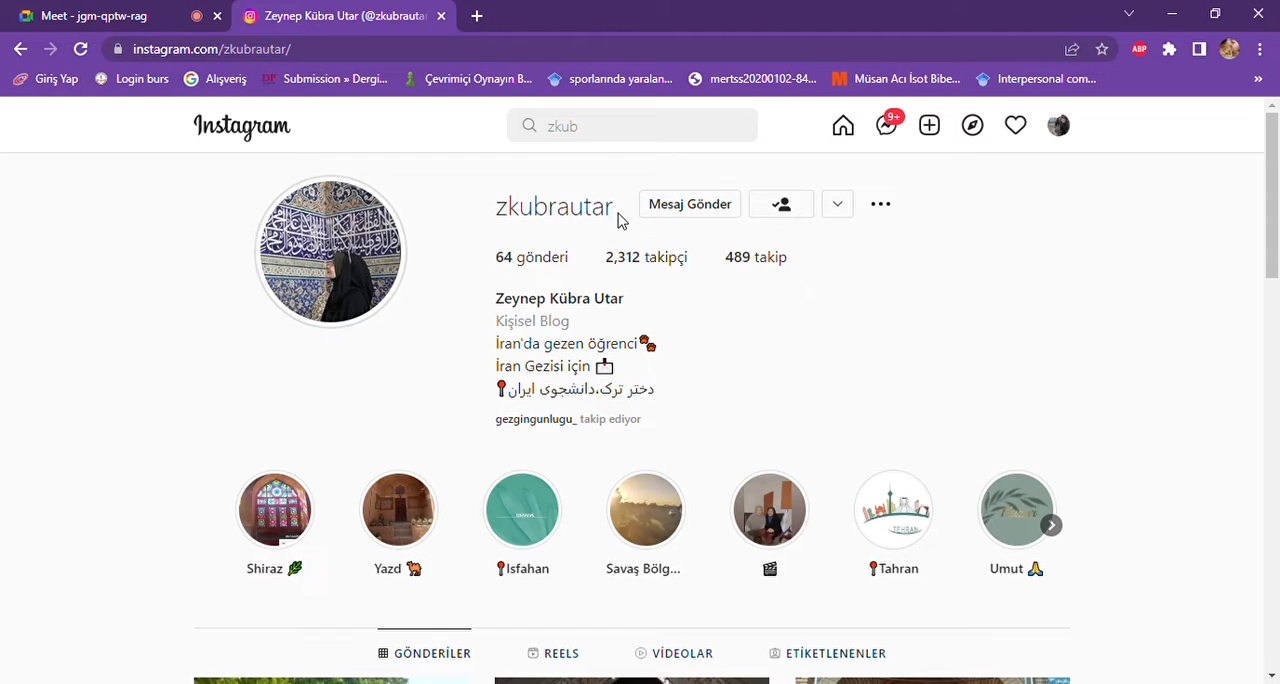 Meet - jgm-qptw-rag
Zeynep Kübra Utar (@zkubrautar
instagram.com/zkubrautar/
ABP
Giriş Yap
Login burs
Alışveriş
DP Submission » Dergi...
Çevrimiçi Oynayın B...
sporlarında yaralan...
mertss20200102-84...
Müsan Acı İsot Bibe...
Interpersonal com...
»
Instagram
zkub
9+
zkubrautar
Mesaj Gönder
64 gönderi 2,312 takipçi 489 takip
Zeynep Kübra Utar
Kişisel Blog
İran'da gezen öğrenci
İran Gezisi için
دختر ترک،دانشجوی ایران
gezgingunlugu_ takip ediyor
TEHRAN
Shiraz
Yazd
Isfahan
Savaş Bölg...
Tahran
Umut
GÖNDERİLER
REELS
VİDEOLAR
ETİKETLENENLER